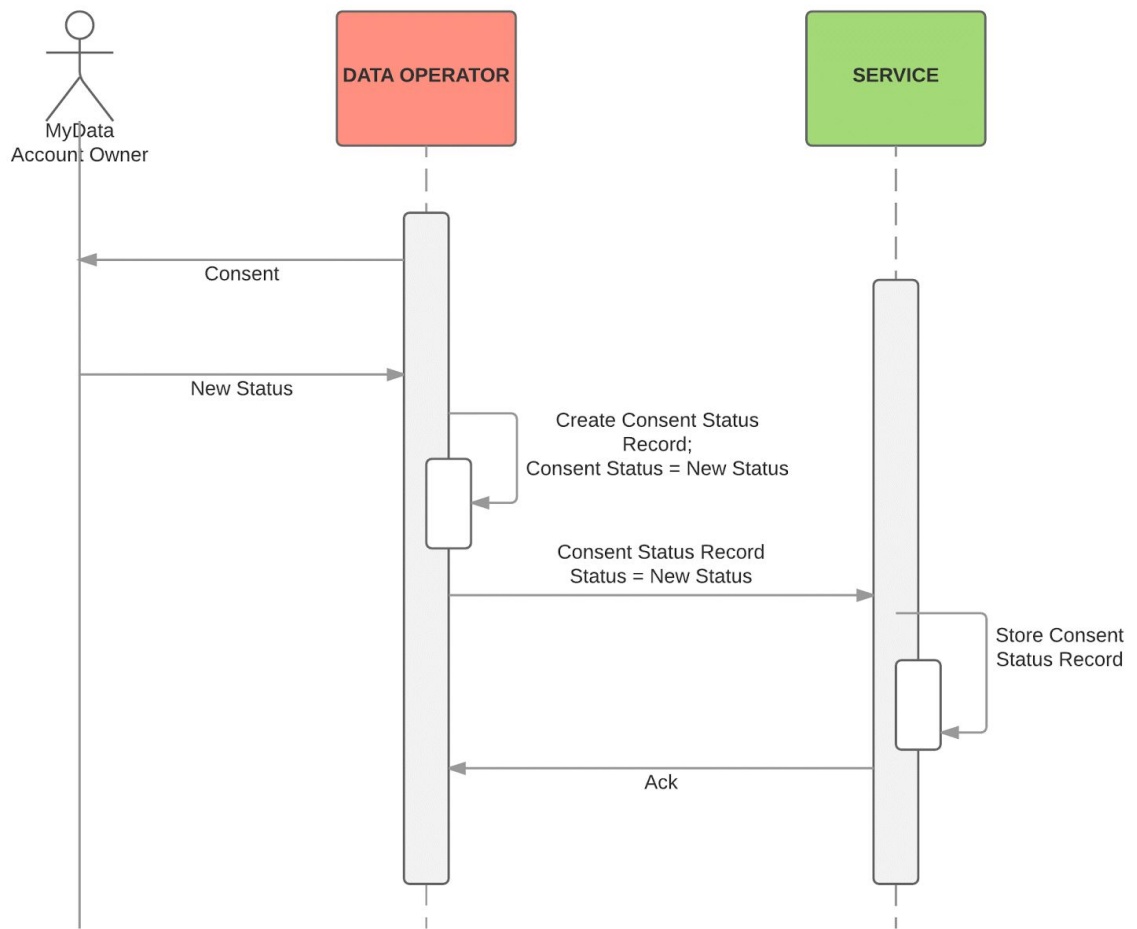 MyData
Account Owner
DATA OPERATOR
SERVICE
Consent
New Status
Create Consent Status
Record;
Consent Status = New Status
Consent Status Record
Status = New Status
Store Consent
Status Record
Ack